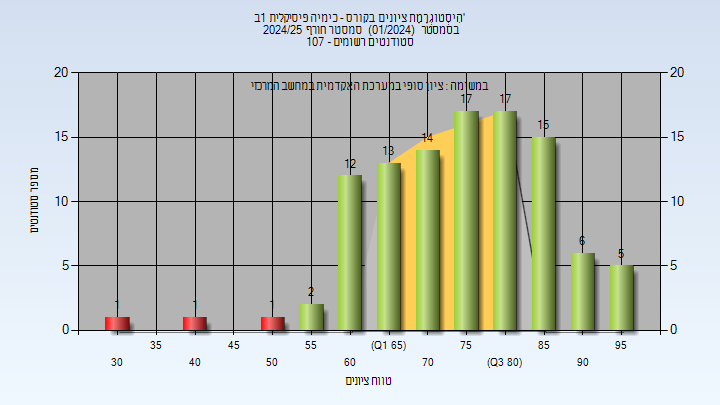 היסטוגרמת ציונים בקורס - כימיה פיסיקלית 1ב'
בסמסטר (01/2024) סמסטר חורף 2024/25
סטודנטים רשומים - 107
במשימה : ציון סופי במערכת האקדמית במחשב המרכזי
מספר סטודנטים
20 20
15 15
10 10
5 5
0 0
1 1 1 2 12 13 14 17 17 15 6 5
35 45 55 (Q1 65) 75 85 95
30 40 50 60 70 (Q3 80) 90
טווח ציונים